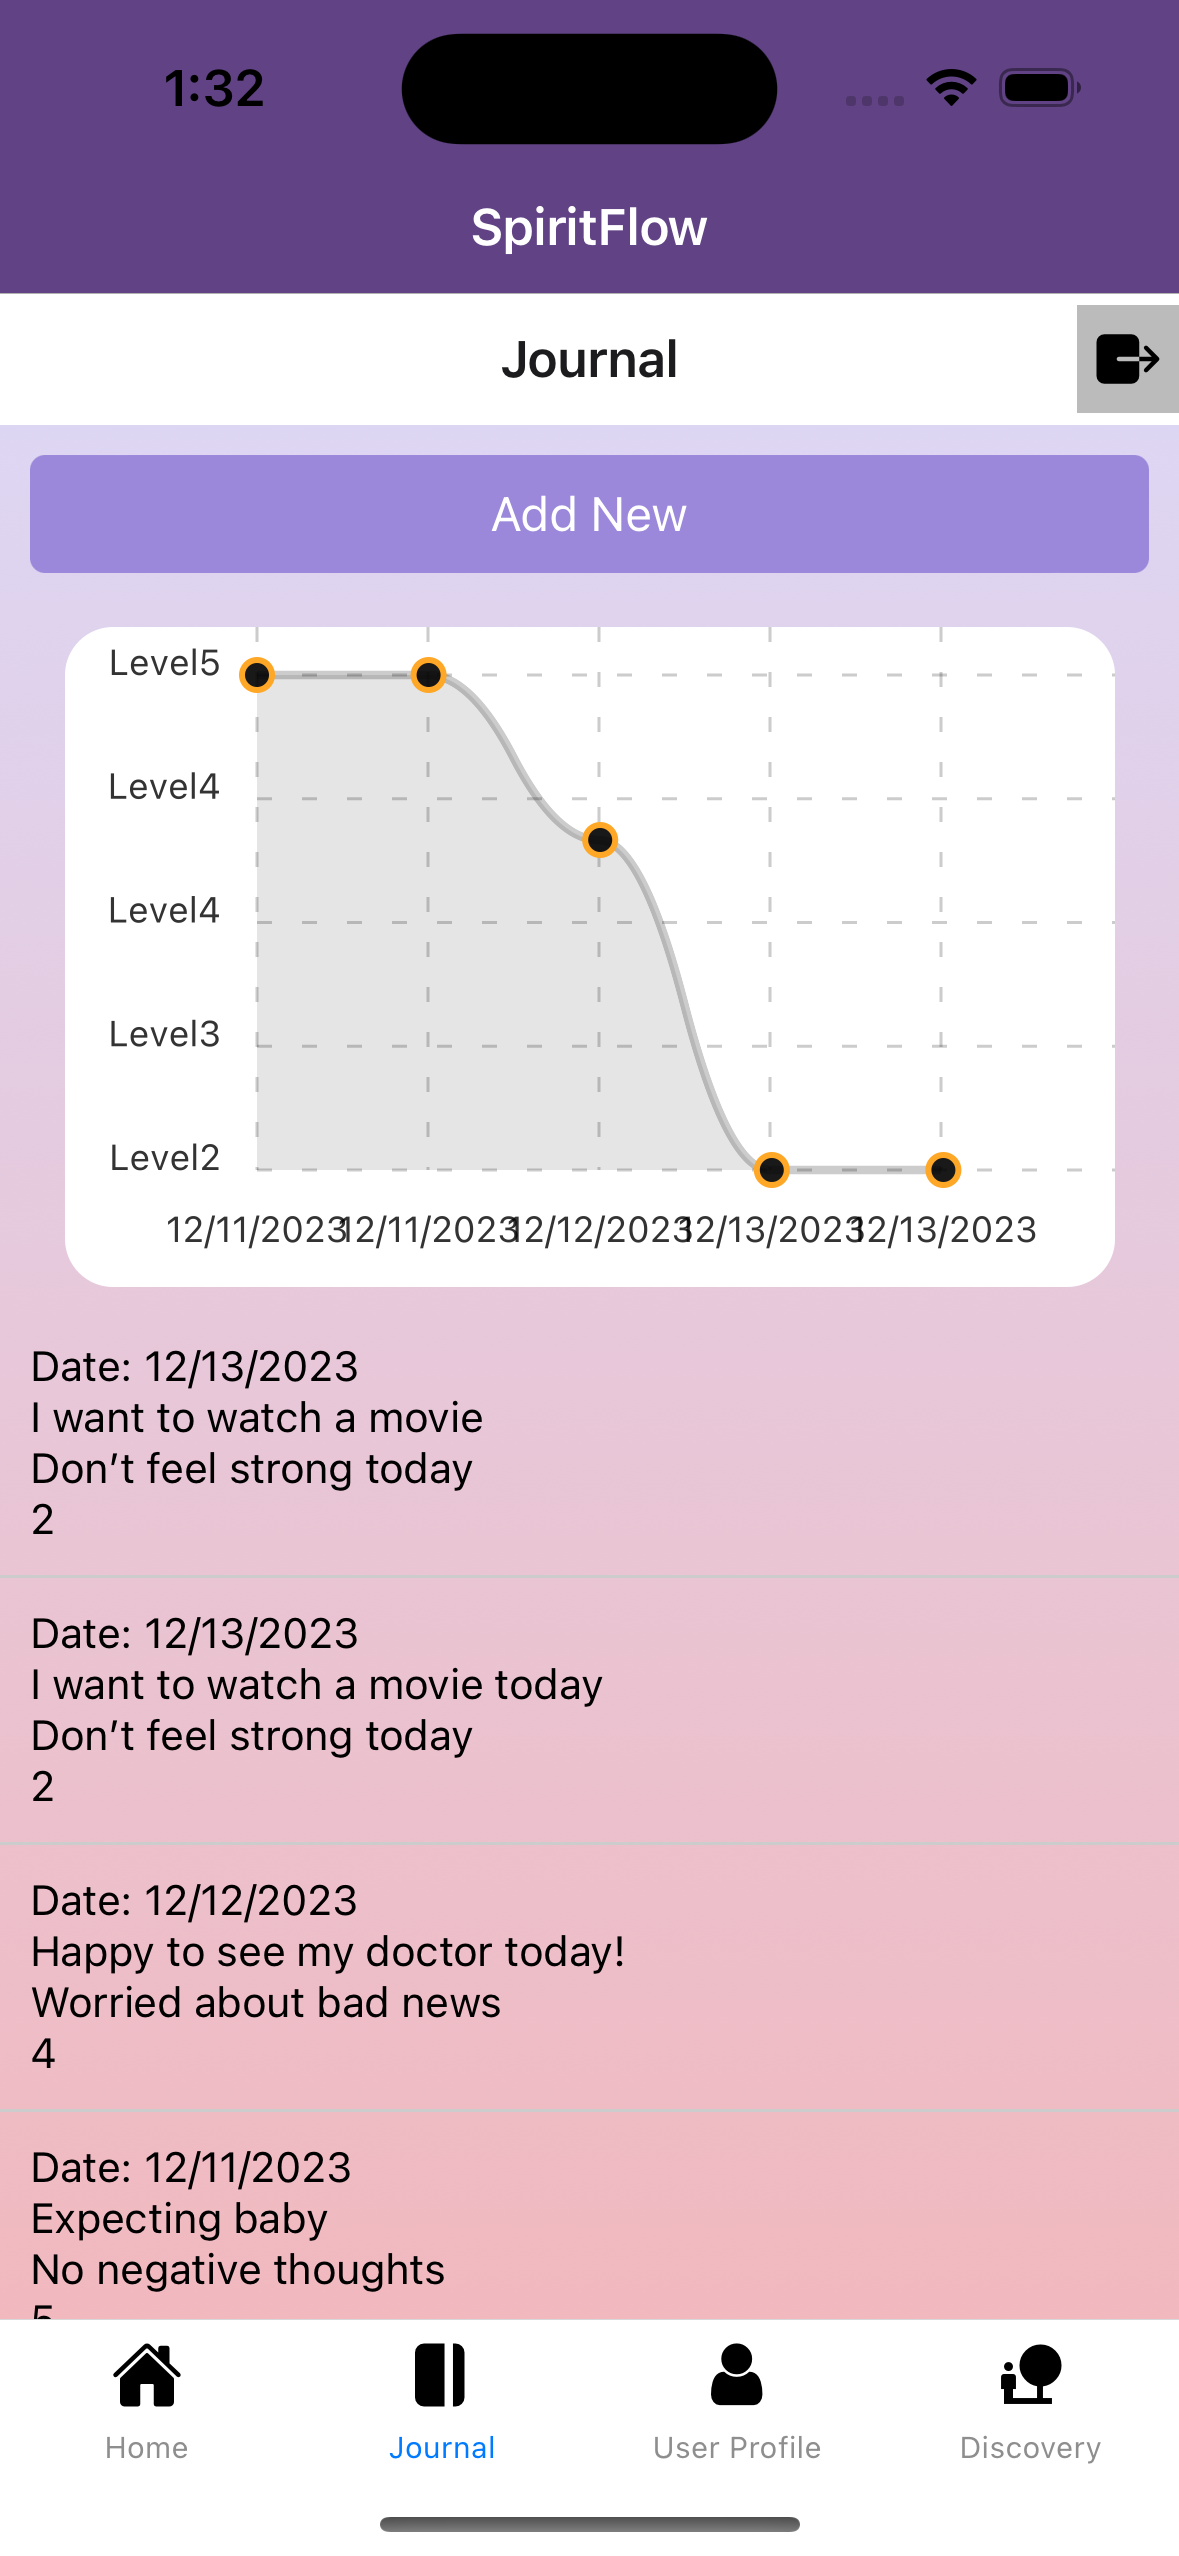 1:32
SpiritFlow
Journal
Add New
Level5
Level4
Level4
Level3
Level2
12/11/2023 12/11/2023 12/12/2023 12/13/2023 12/13/2023
Date: 12/13/2023
I want to watch a movie
Don’t feel strong today
2
Date: 12/13/2023
I want to watch a movie today
Don’t feel strong today
2
Date: 12/12/2023
Happy to see my doctor today!
Worried about bad news
4
Date: 12/11/2023
Expecting baby
No negative thoughts
5
Home Journal User Profile Discovery